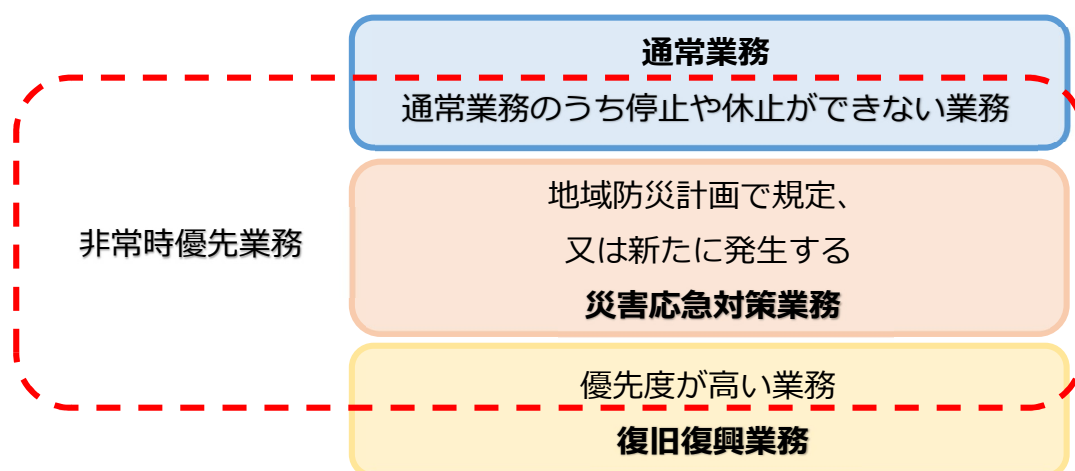 通常業務
通常業務のうち停止や休止ができない業務
非常時優先業務
地域防災計画で規定、
又は新たに発生する
災害応急対策業務
優先度が高い業務
復旧復興業務